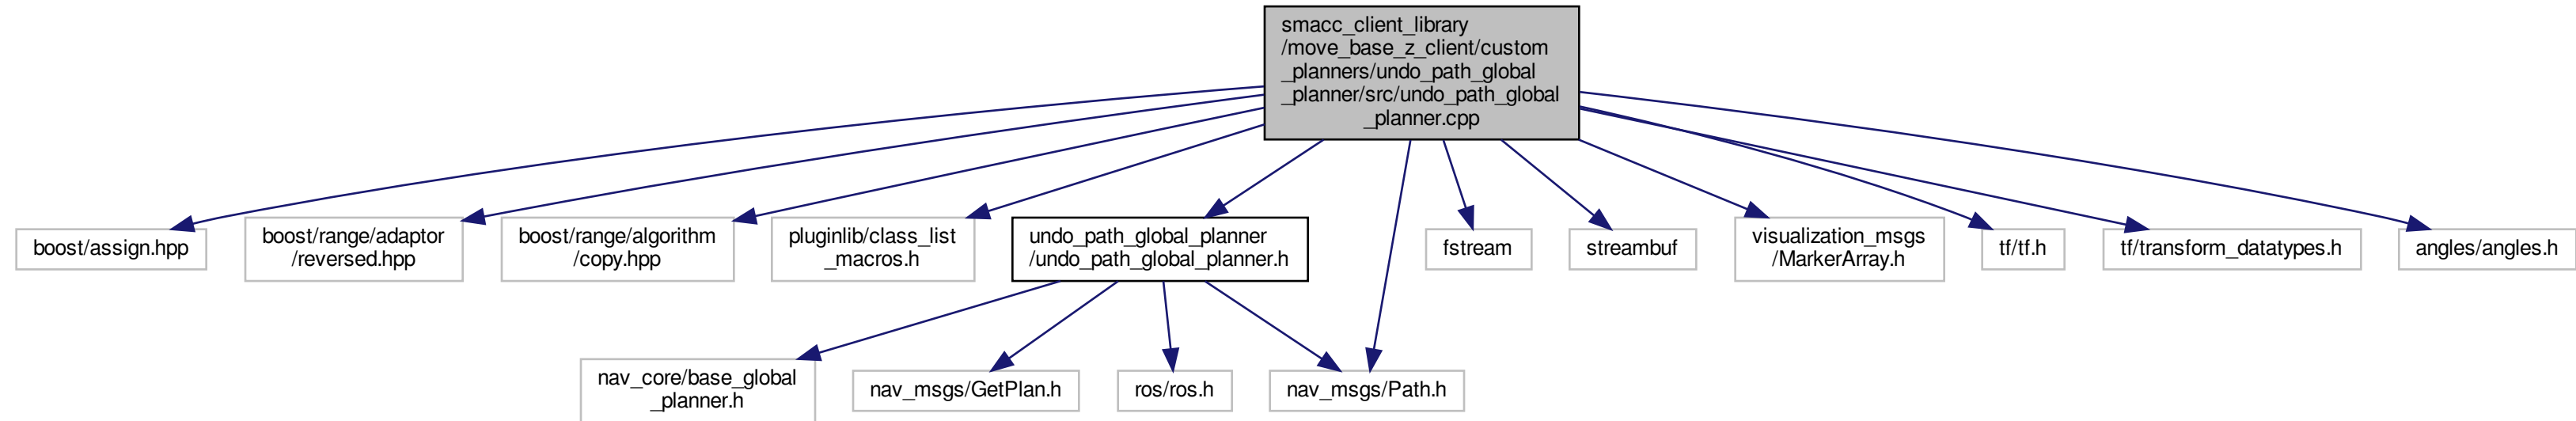 smacc_client_library
/move_base_z_client/custom
_planners/undo_path_global
_planner/src/undo_path_global
_planner.cpp
boost/assign.hpp
boost/range/adaptor
/reversed.hpp
boost/range/algorithm
/copy.hpp
pluginlib/class_list
_macros.h
undo_path_global_planner
/undo_path_global_planner.h
fstream
streambuf
visualization_msgs
/MarkerArray.h
tf/tf.h
tf/transform_datatypes.h
angles/angles.h
nav_core/base_global
_planner.h
nav_msgs/GetPlan.h
ros/ros.h
nav_msgs/Path.h